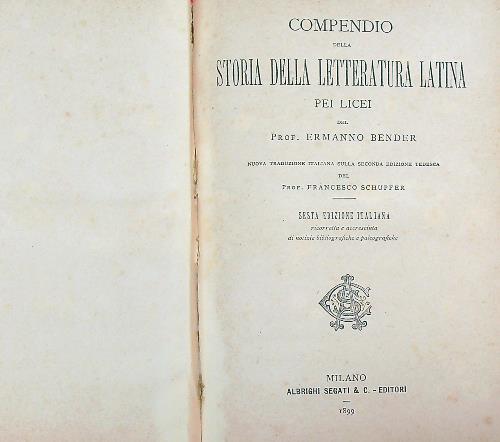 COMPENDIO
DELLA
STORIA DELLA LETTERATURA LATINA
PEI LICEI
DEL
PROF. ERMANNO BENDER
NUOVA TRADUZIONE ITALIANA SULLA SECONDA EDIZIONE TEDESCA
DEL
PROF. FRANCESCO SCHUPFER
SESTA EDIZIONE ITALIANA
ricorretta e accresciuta
di notizie bibliografiche e paleografiche
MILANO
ALBRIGHI SEGATI & C. - EDITORI
1899